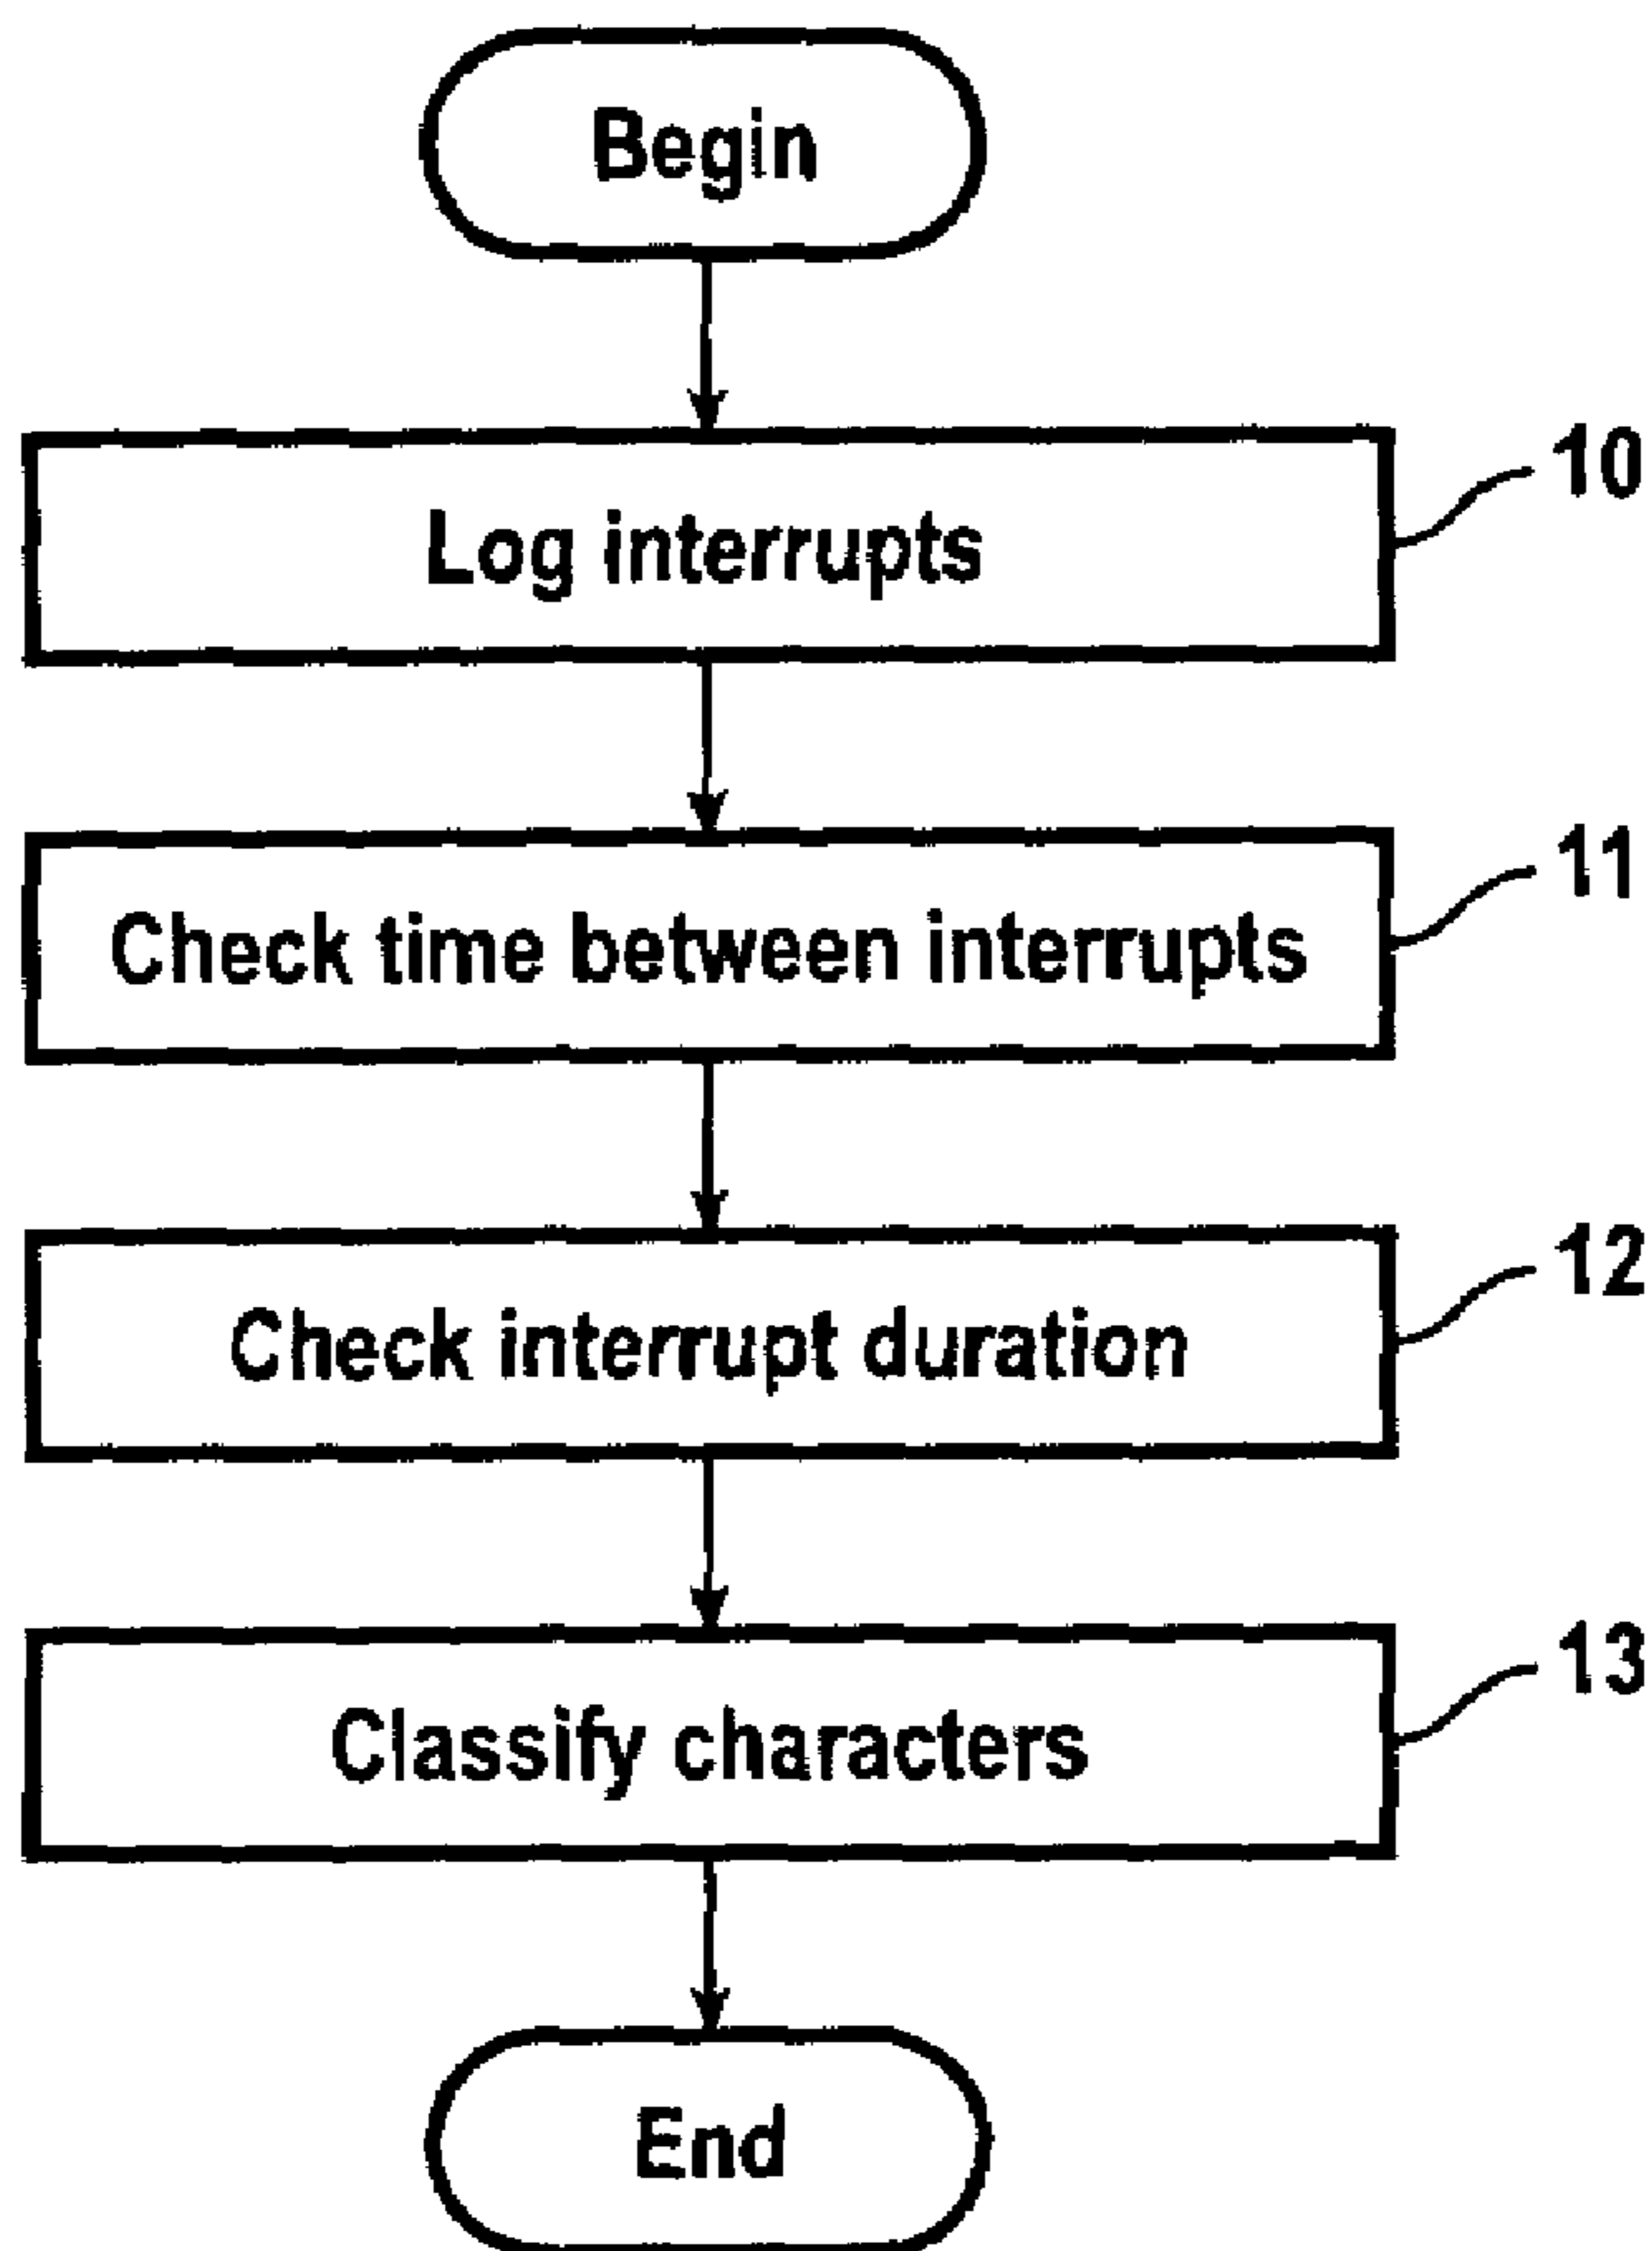 Begin
Log interrupts
10
Check time between interrupts
11
Check interrupt duration
12
Classify characters
13
End